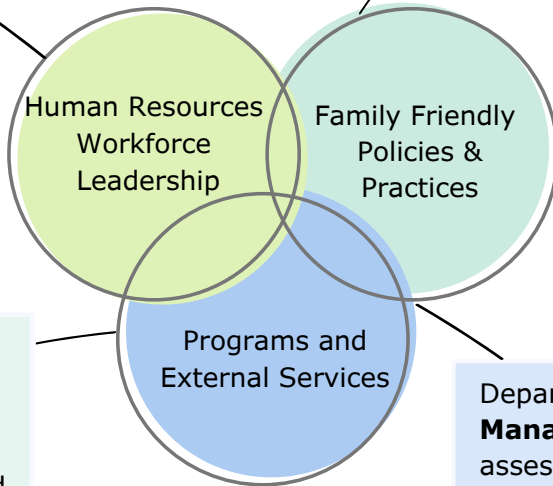 Human Resources
Workforce
Leadership
Family Friendly
Policies &
Practices
Programs and
External Services